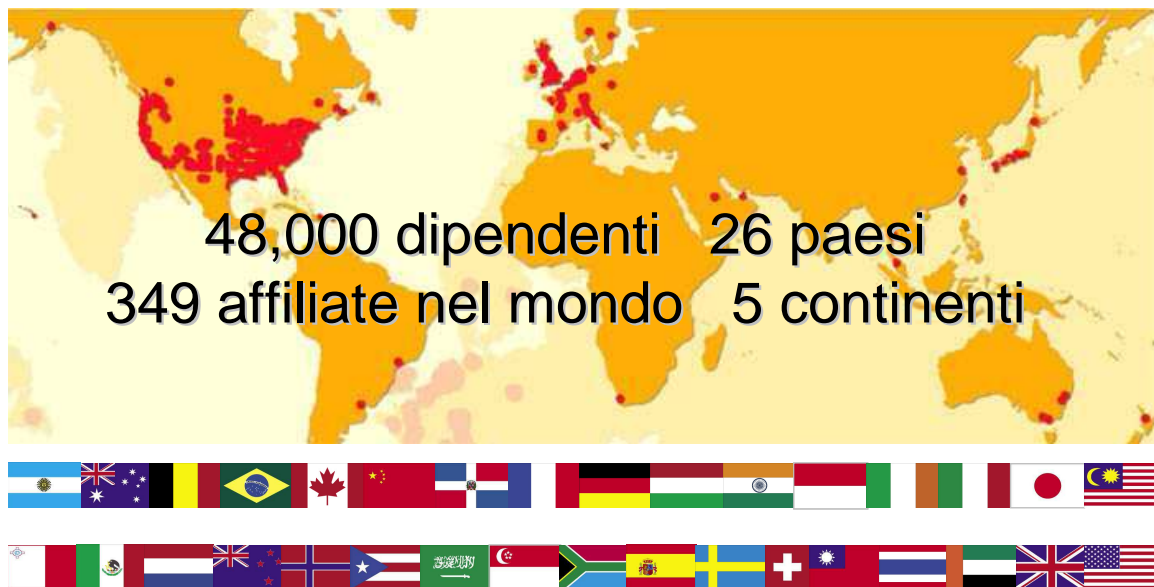 48,000 dipendenti 26 paesi
349 affiliate nel mondo 5 continenti